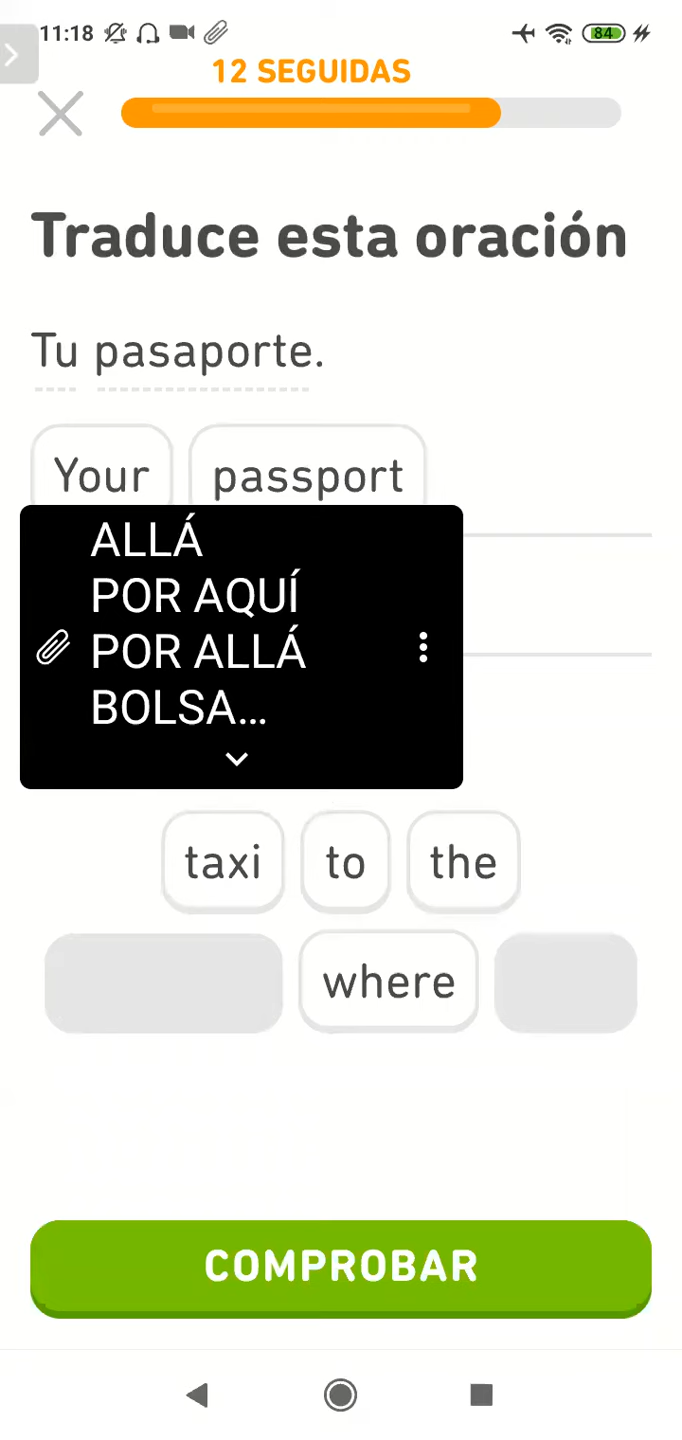 11:18 84
12 SEGUIDAS
Traduce esta oración
Tu pasaporte.
Your passport
ALLÁ
POR AQUÍ
POR ALLÁ
BOLSA...
taxi to the
where
COMPROBAR